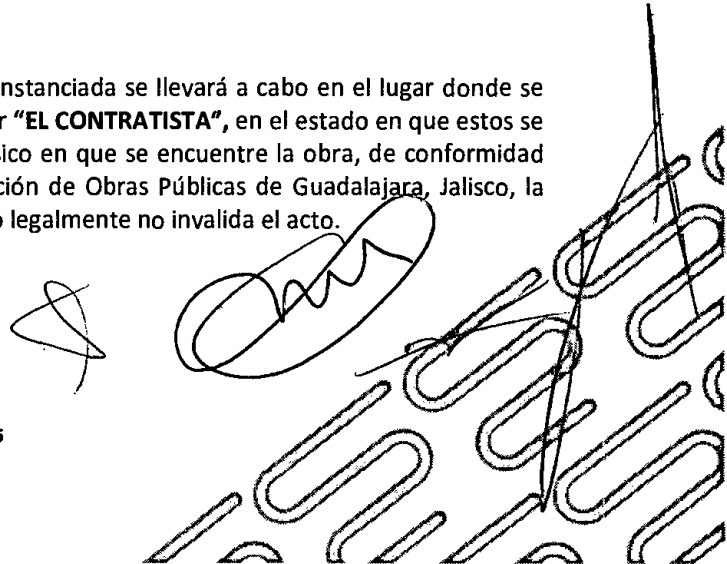 nstanciada se llevará a cabo en el lugar donde se
r "EL CONTRATISTA", en el estado en que estos se
sico en que se encuentre la obra, de conformidad
ción de Obras Públicas de Guadalajara, Jalisco, la
o legalmente no invalida el acto.